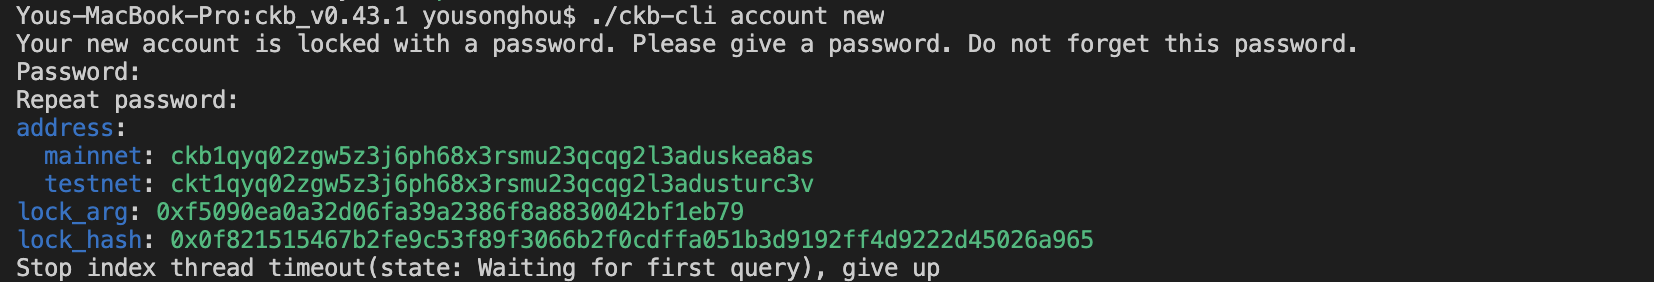 Yous-MacBook-Pro:ckb_v0.43.1 yousonghou$ ./ckb-cli account new
Your new account is locked with a password. Please give a password. Do not forget this password.
Password:
Repeat password:
address:
  mainnet: ckb1qyq02zgw5z3j6ph68x3rsmu23qcqg2l3aduskea8as
  testnet: ckt1qyq02zgw5z3j6ph68x3rsmu23qcqg2l3adusturc3v
lock_arg: 0xf5090ea0a32d06fa39a2386f8a8830042bf1eb79
lock_hash: 0x0f821515467b2fe9c53f89f3066b2f0cdffa051b3d9192ff4d9222d45026a965
Stop index thread timeout(state: Waiting for first query), give up